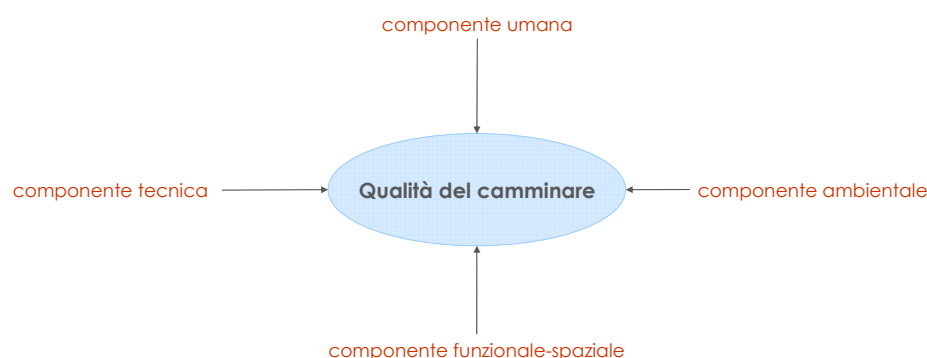 componente umana
componente tecnica
Qualità del camminare
componente ambientale
componente funzionale-spaziale